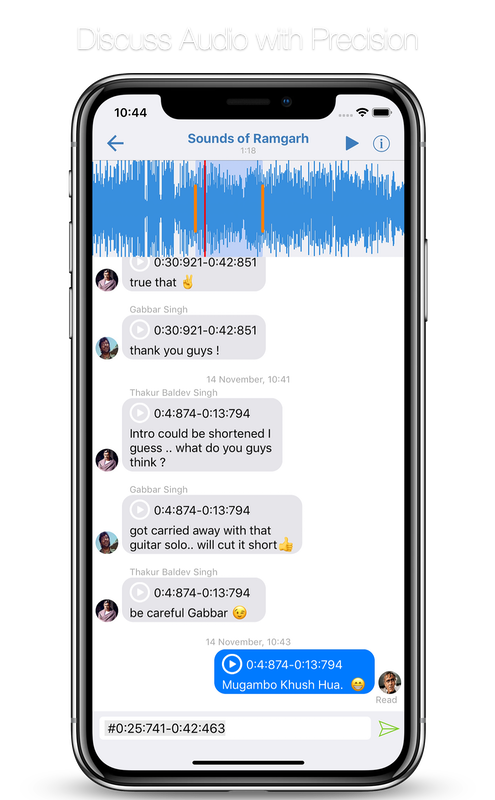 Discuss Audio with Precision
10:44
Sounds of Ramgarh
1:18
0:30:921-0:42:851
true that ✌️
Gabbar Singh
0:30:921-0:42:851
thank you guys !
14 November, 10:41
Thakur Baldev Singh
0:4:874-0:13:794
Intro could be shortened I
guess .. what do you guys
think ?
Gabbar Singh
0:4:874-0:13:794
got carried away with that
guitar solo.. will cut it short👍
Thakur Baldev Singh
0:4:874-0:13:794
be careful Gabbar 😉
14 November, 10:43
0:4:874-0:13:794
Mugambo Khush Hua. 😁
Read
#0:25:741-0:42:463